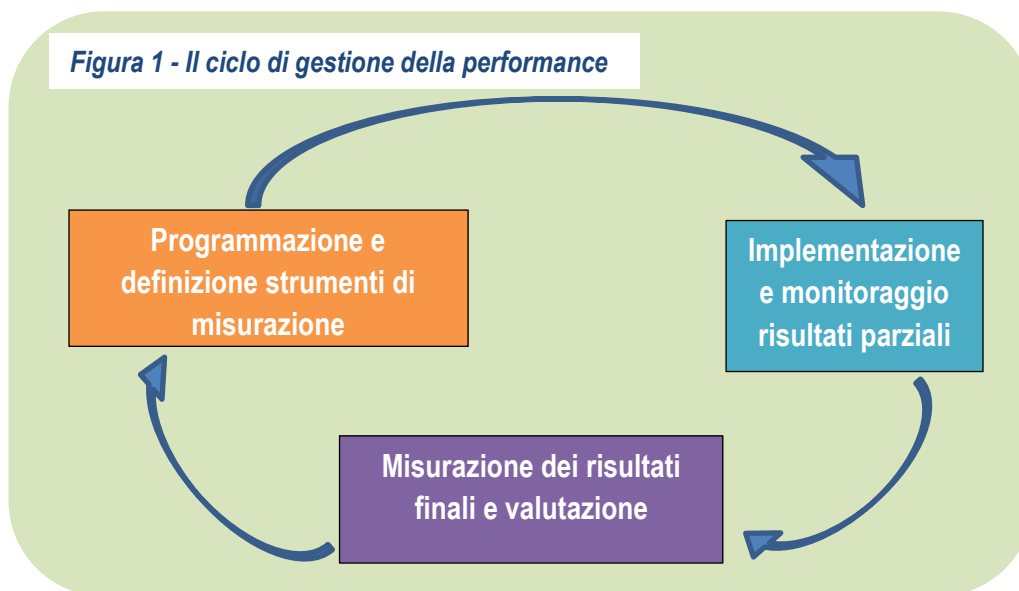 Figura 1 - Il ciclo di gestione della performance
Programmazione e
definizione strumenti di
misurazione
Implementazione
e monitoraggio
risultati parziali
Misurazione dei risultati
finali e valutazione